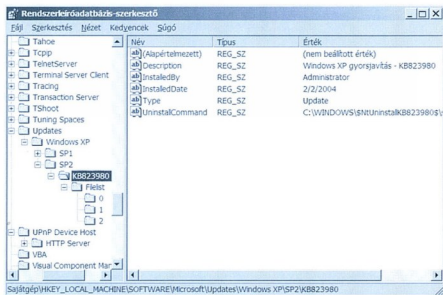 Rendszerleíróadatbázis-szerkesztő
Fájl Szerkesztés Nézet Kedvencek Súgó
Tahoe
Tcpp
TelnetServer
Terminal Server Client
Tracing
Transaction Server
TShoot
Tuning Spaces
Updates
Windows XP
SP1
SP2
KB823980
Filelist
0
1
2
UPnP Device Host
HTTP Server
VBA
Visual Component Mar
Név Típus Érték
(Alapértelmezett) REG_SZ (nem beállított érték)
Description REG_SZ Windows XP gyorsjavítás - KB823980
InstalledBy REG_SZ Administrator
InstalledDate REG_SZ 2/2/2004
Type REG_SZ Update
UninstallCommand REG_SZ C:\WINDOWS\$NtUninstallKB823980$\
Sajátgép\HKEY_LOCAL_MACHINE\SOFTWARE\Microsoft\Updates\Windows XP\SP2\KB823980